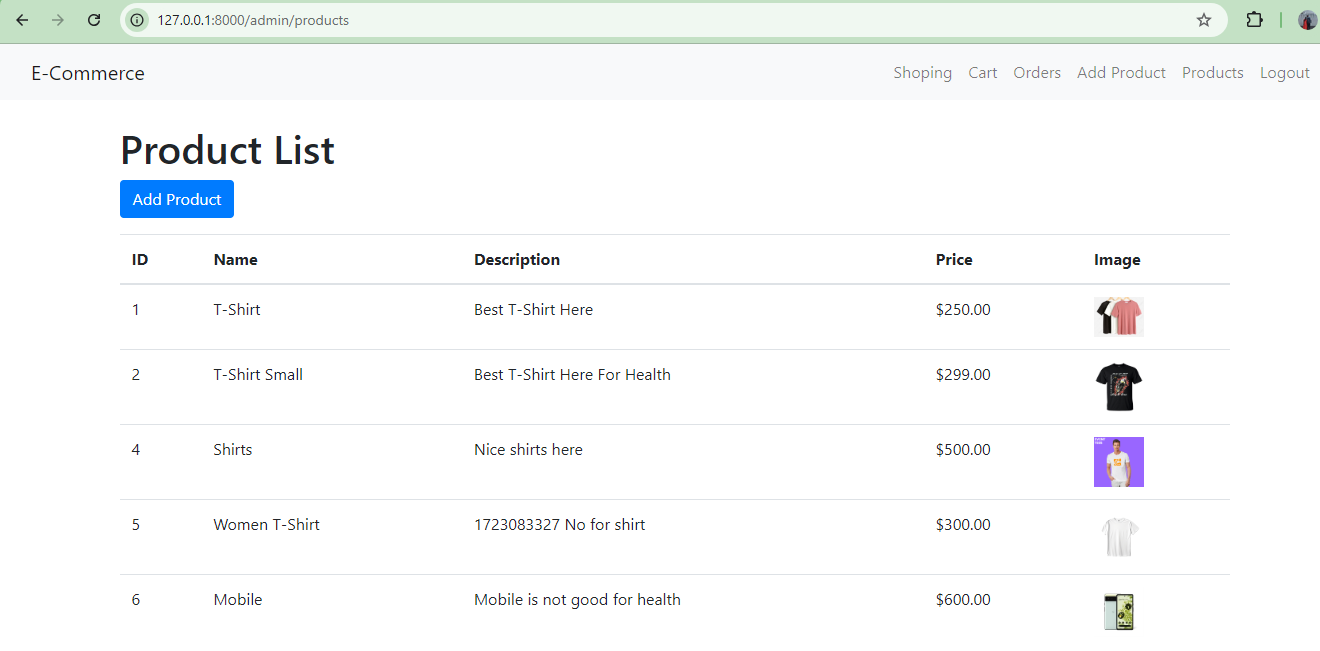 127.0.0.1:8000/admin/products
E-Commerce Shoping Cart Orders Add Product Products Logout
Product List
Add Product
ID Name Description Price Image
1 T-Shirt Best T-Shirt Here $250.00
2 T-Shirt Small Best T-Shirt Here For Health $299.00
4 Shirts Nice shirts here $500.00
5 Women T-Shirt 1723083327 No for shirt $300.00
6 Mobile Mobile is not good for health $600.00